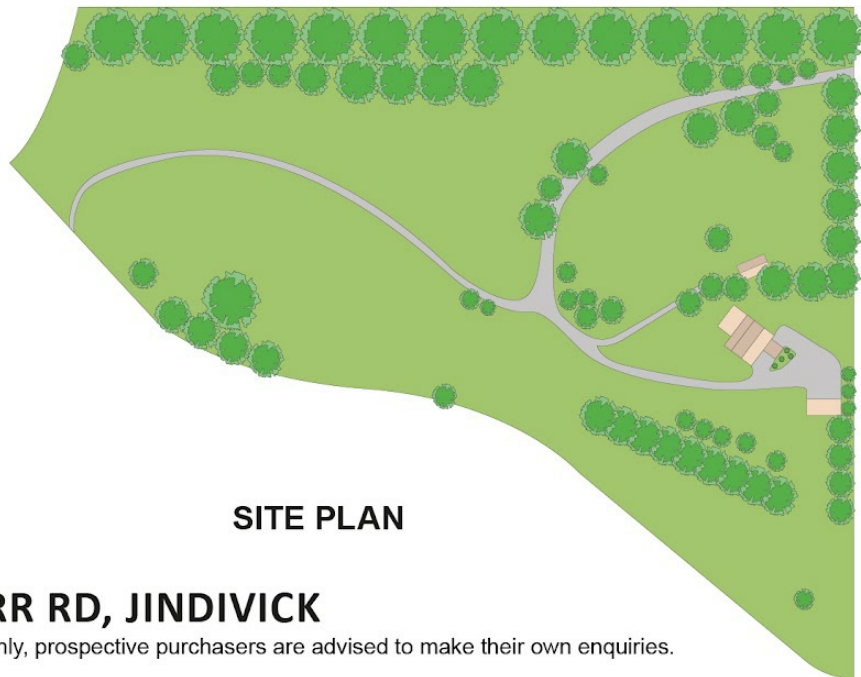 SITE PLAN
RR RD, JINDIVICK
nly, prospective purchasers are advised to make their own enquiries.